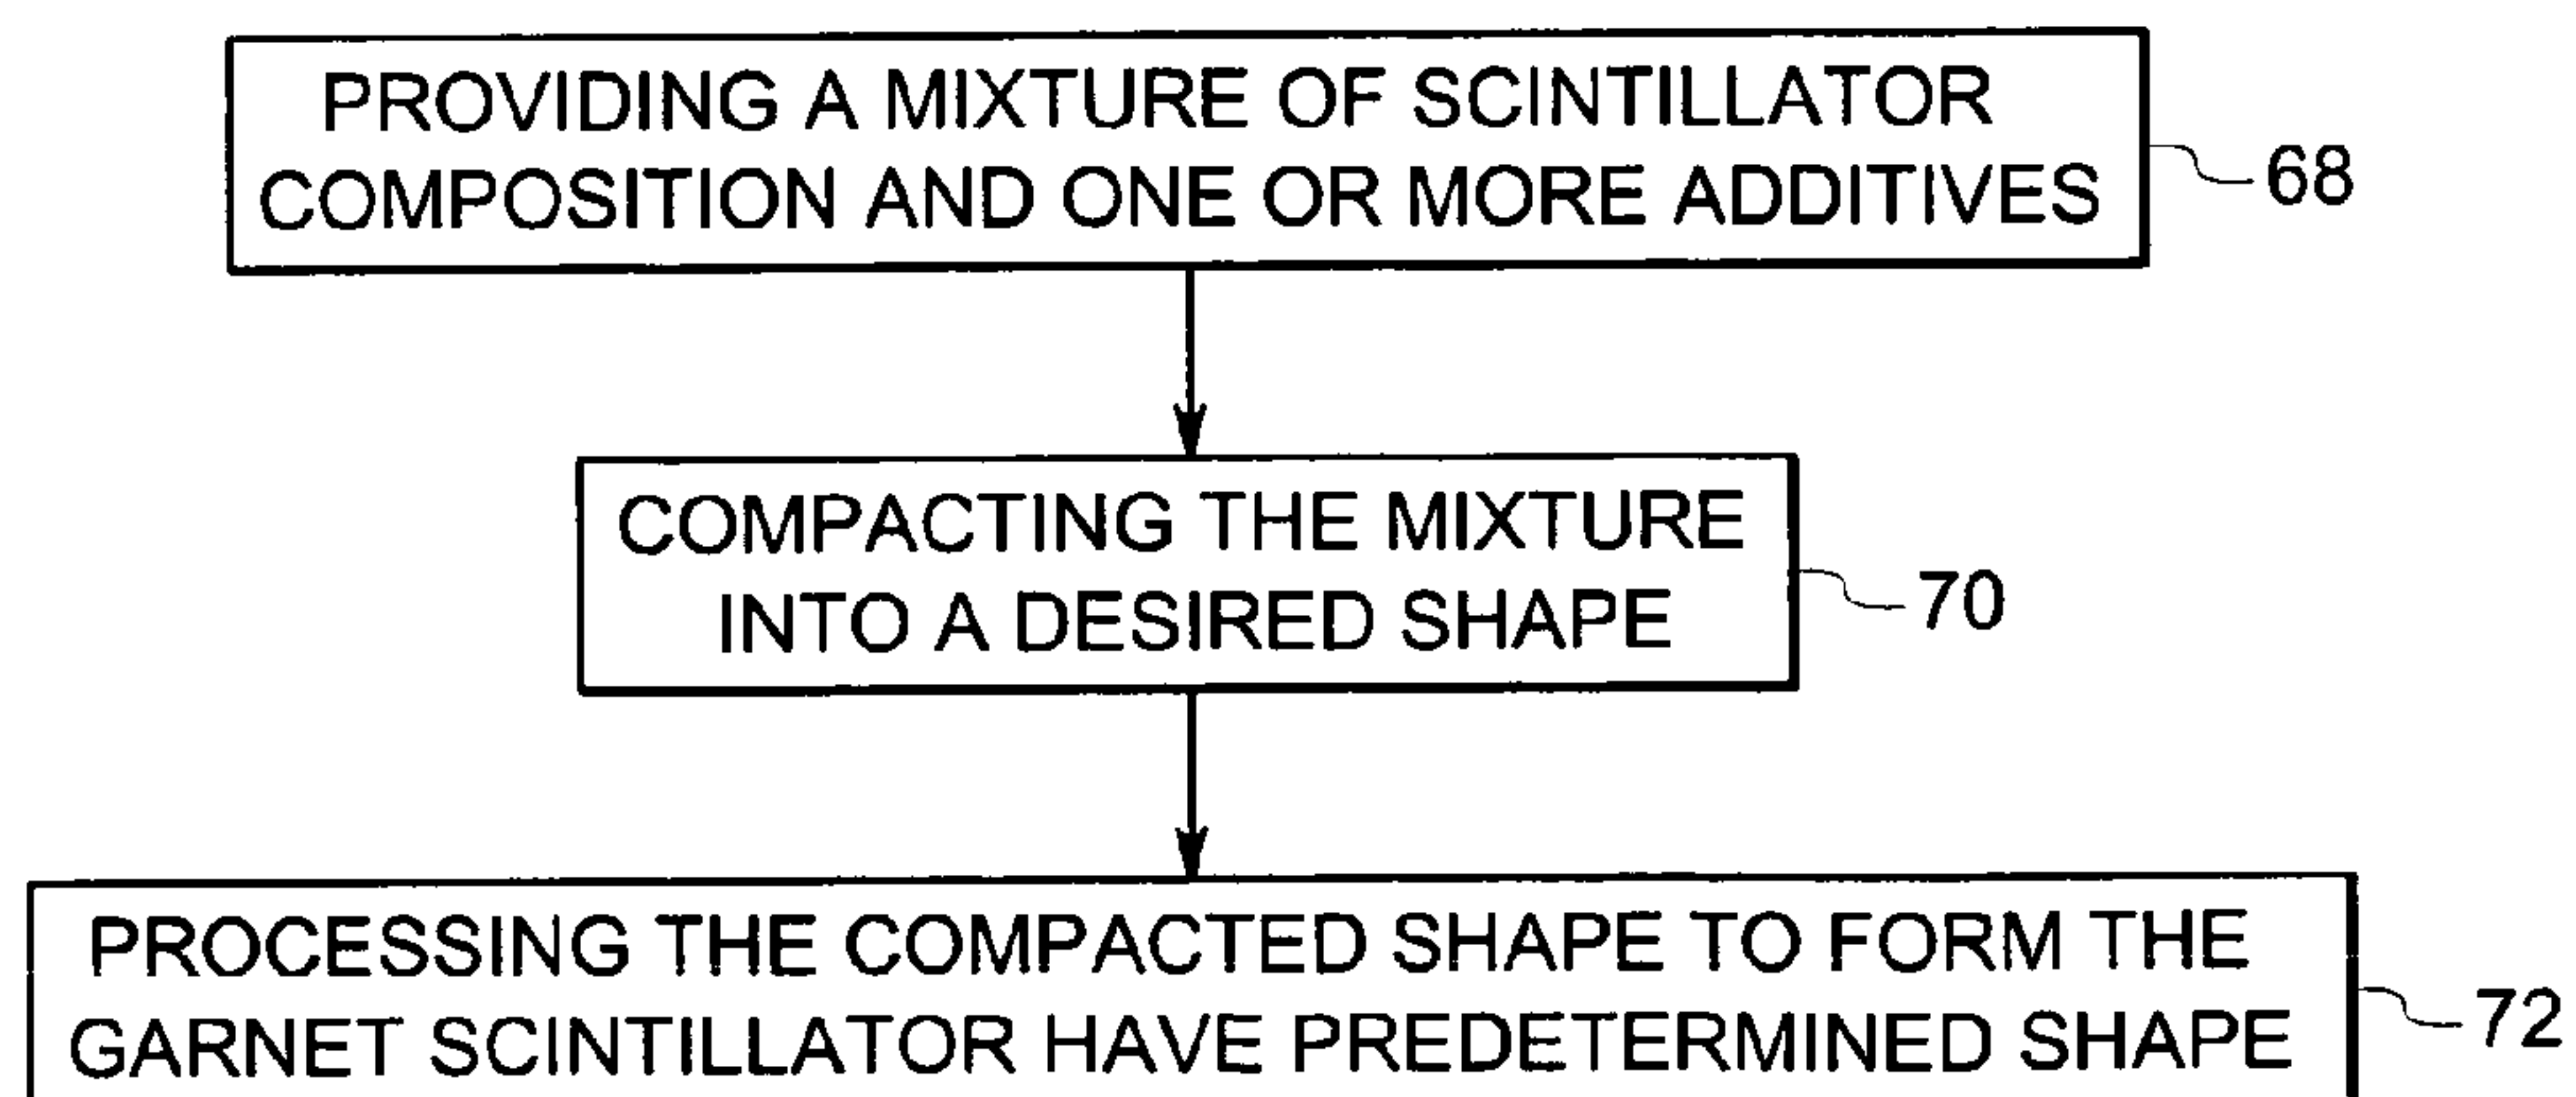 PROVIDING A MIXTURE OF SCINTILLATOR
COMPOSITION AND ONE OR MORE ADDITIVES
68
COMPACTING THE MIXTURE
INTO A DESIRED SHAPE
70
PROCESSING THE COMPACTED SHAPE TO FORM THE
GARNET SCINTILLATOR HAVE PREDETERMINED SHAPE
72